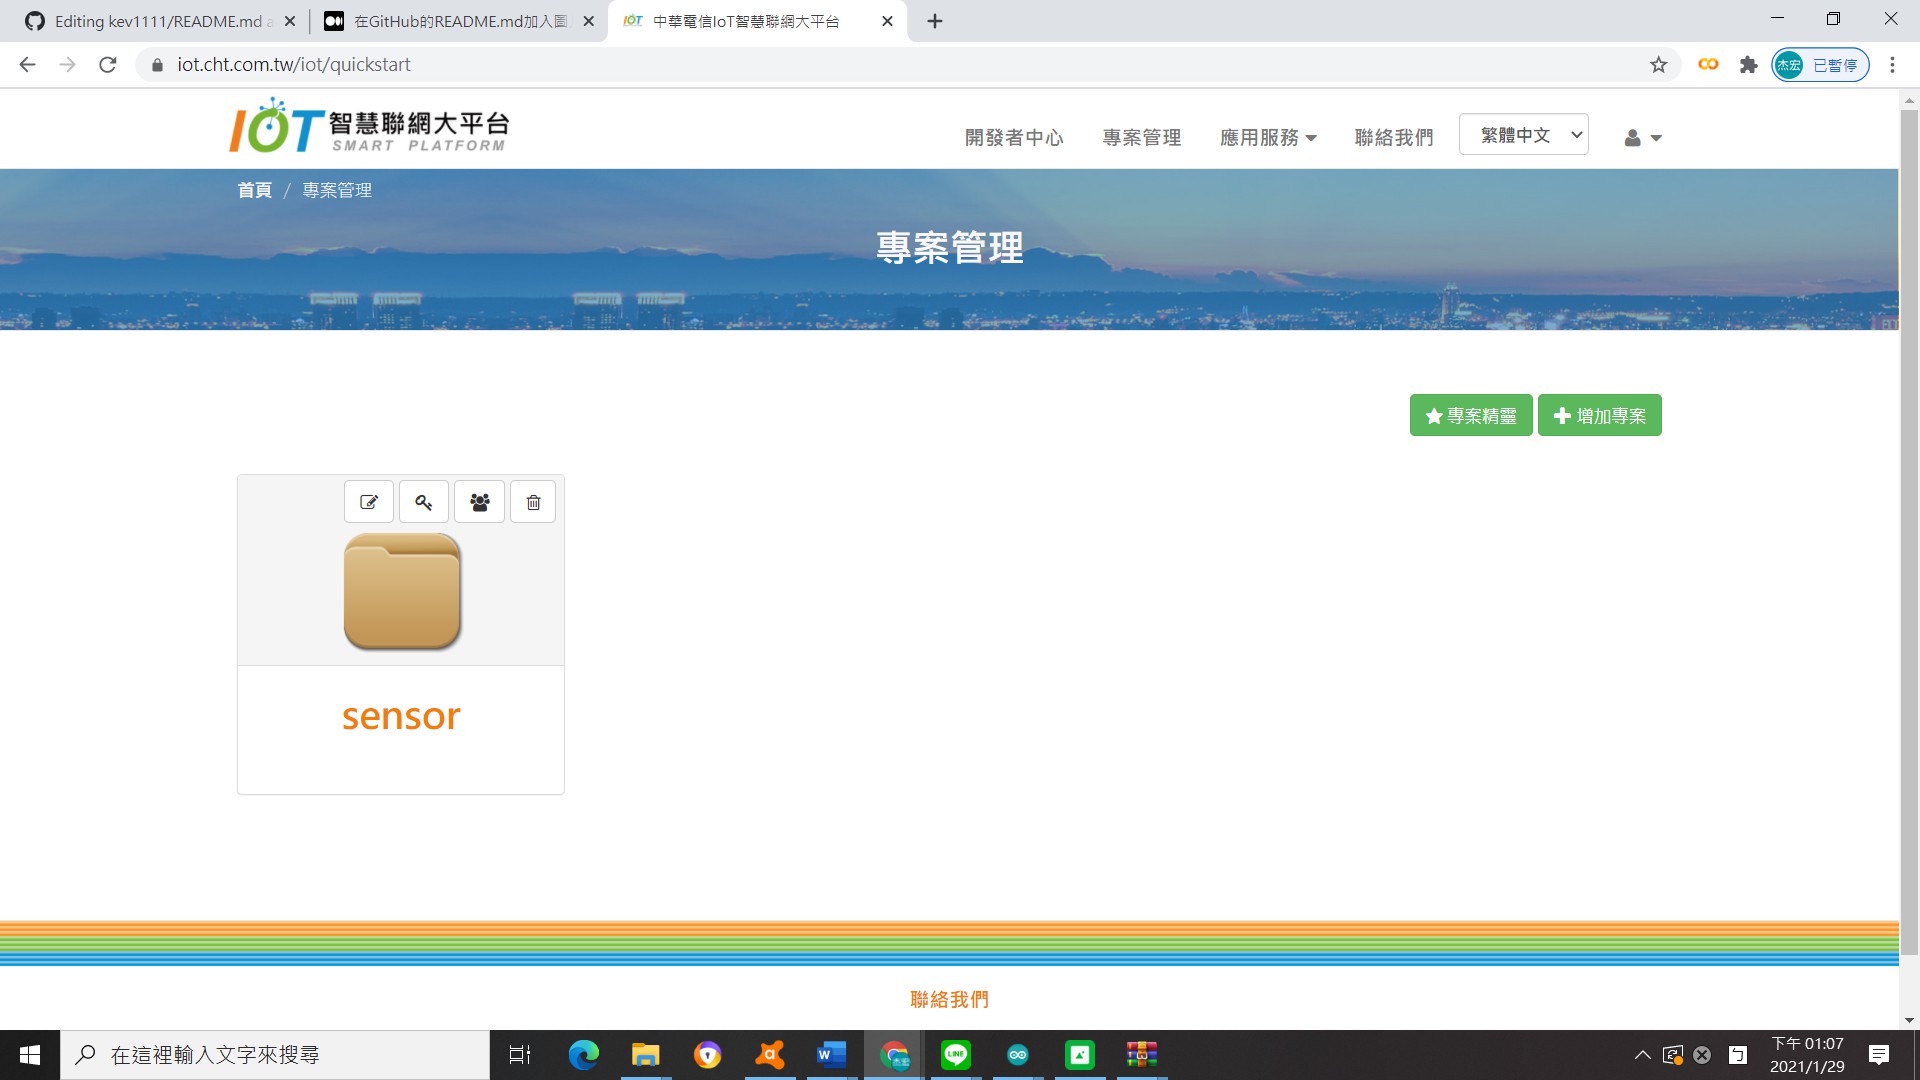 Editing kev1111/README.md a
在GitHub的README.md加入圖
IOT 中華電信IoT智慧聯網大平台
iot.cht.com.tw/iot/quickstart
杰宏 已暫停
IOT 智慧聯網大平台
SMART PLATFORM
開發者中心 專案管理 應用服務 聯絡我們 繁體中文
首頁 / 專案管理
專案管理
專案精靈 增加專案
sensor
聯絡我們
在這裡輸入文字來搜尋
W
杰宏
LINE
下午 01:07
2021/1/29